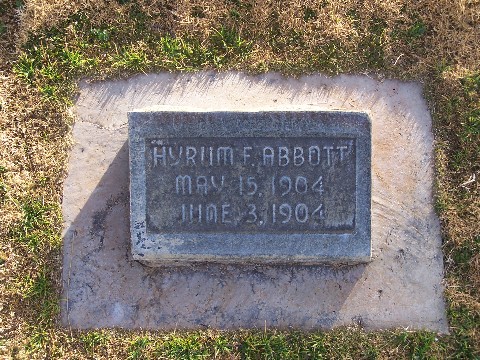 HYRUM F. ABBOTT
MAY 15, 1904
JUNE 3, 1904